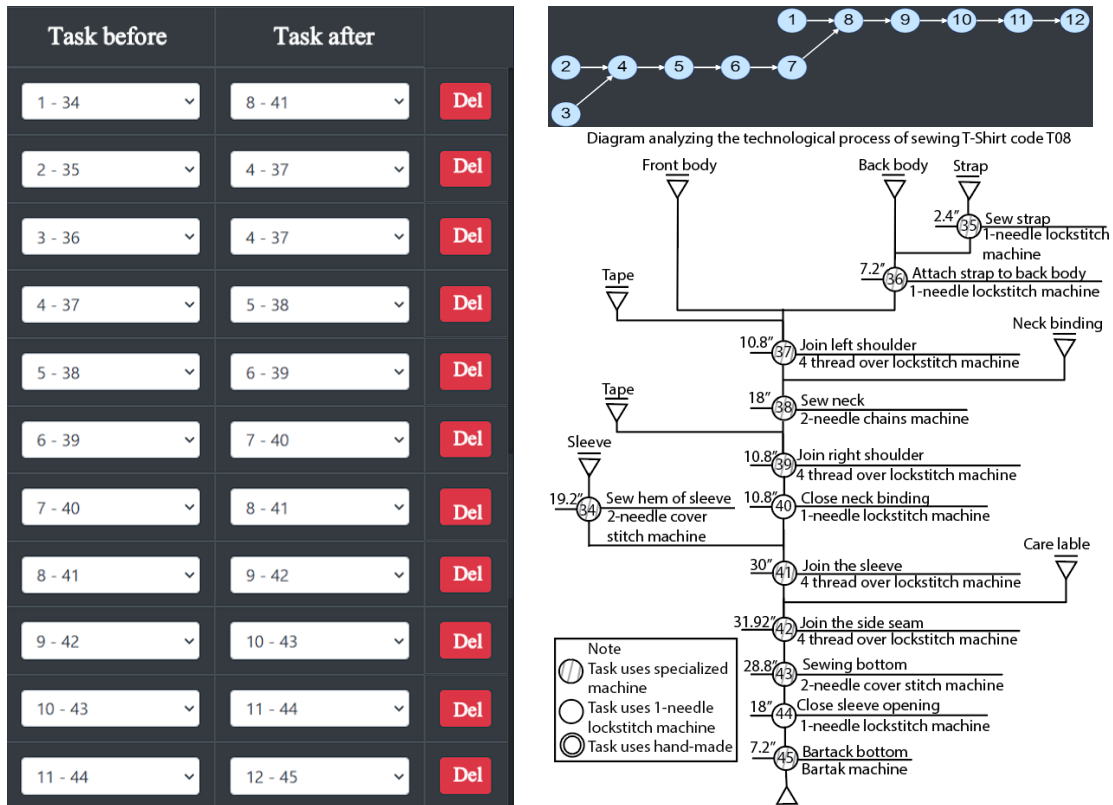 Task before Task after
1 - 34 8 - 41 Del
2 - 35 4 - 37 Del
3 - 36 4 - 37 Del
4 - 37 5 - 38 Del
5 - 38 6 - 39 Del
6 - 39 7 - 40 Del
7 - 40 8 - 41 Del
8 - 41 9 - 42 Del
9 - 42 10 - 43 Del
10 - 43 11 - 44 Del
11 - 44 12 - 45 Del
1 8 9 10 11 12
2 4 5 6 7
3
Diagram analyzing the technological process of sewing T-Shirt code T08
Front body Back body Strap
2.4” 35 Sew strap
1-needle lockstitch
machine
7.2” 36 Attach strap to back body
1-needle lockstitch machine
Tape
Neck binding
10.8” 37 Join left shoulder
4 thread over lockstitch machine
Tape
18” 38 Sew neck
2-needle chains machine
Sleeve
10.8” 39 Join right shoulder
4 thread over lockstitch machine
19.2” 34 Sew hem of sleeve
2-needle cover
stitch machine
10.8” 40 Close neck binding
1-needle lockstitch machine
Care lable
30” 41 Join the sleeve
4 thread over lockstitch machine
31.92” 42 Join the side seam
4 thread over lockstitch machine
28.8” 43 Sewing bottom
2-needle cover stitch machine
18” 44 Close sleeve opening
1-needle lockstitch machine
7.2” 45 Bartack bottom
Bartak machine
Note
Task uses specialized
machine
Task uses 1-needle
lockstitch machine
Task uses hand-made